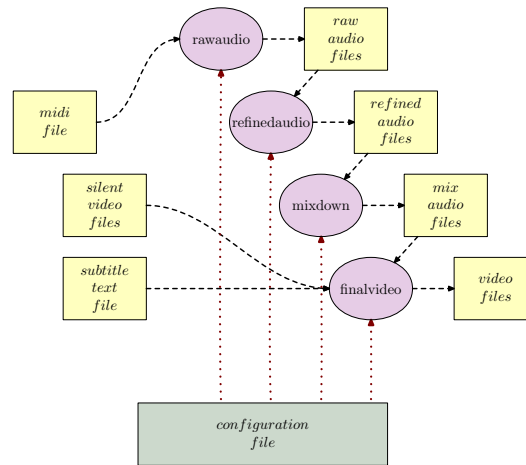 rawaudio
raw
audio
files
midi
file
refinedaudio
refined
audio
files
silent
video
files
mixdown
mix
audio
files
subtitle
text
file
finalvideo
video
files
configuration
file